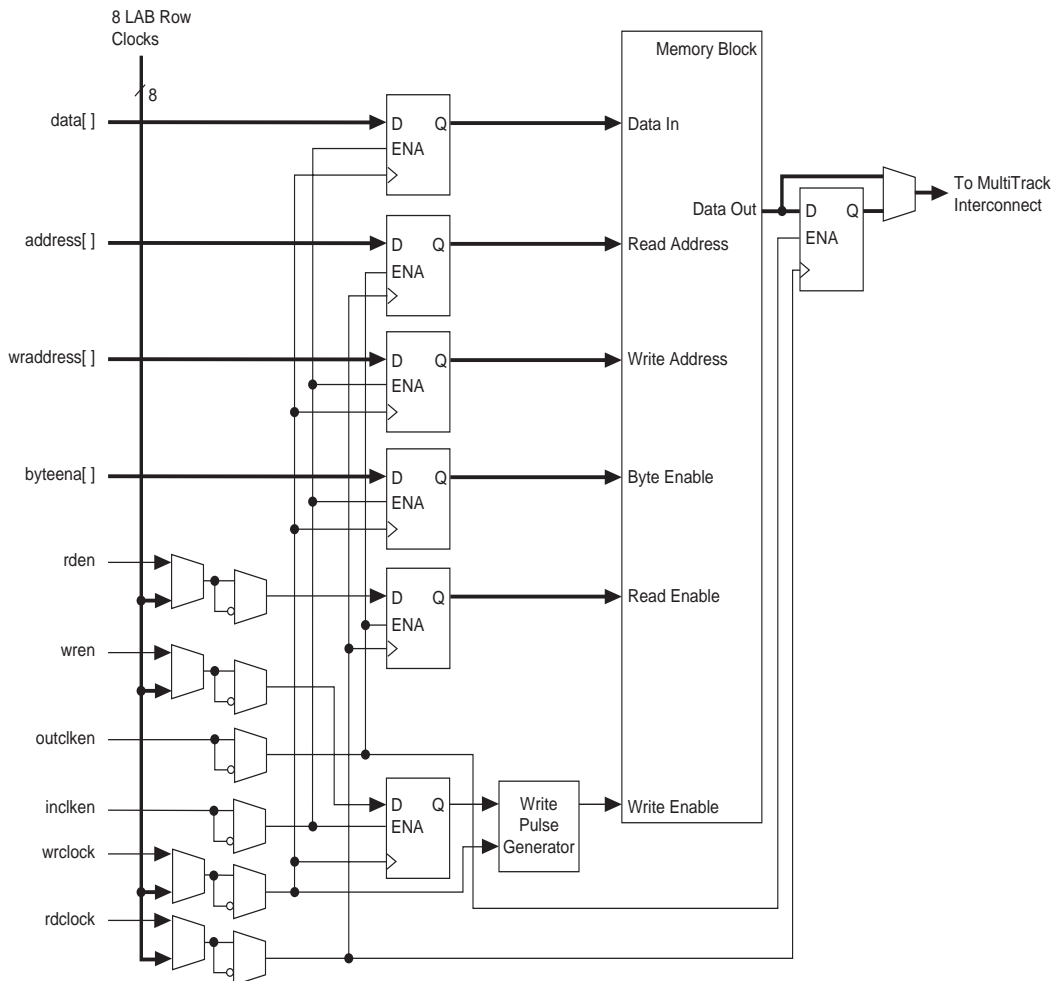 8 LAB Row
Clocks
8
Memory Block
data[ ]
D Q
ENA
Data In
To MultiTrack
Interconnect
Data Out
D Q
ENA
address[ ]
D Q
ENA
Read Address
wraddress[ ]
D Q
ENA
Write Address
byteena[ ]
D Q
ENA
Byte Enable
rden
D Q
ENA
Read Enable
wren
outclken
inclken
D Q
ENA
Write
Pulse
Generator
Write Enable
wrclock
rdclock